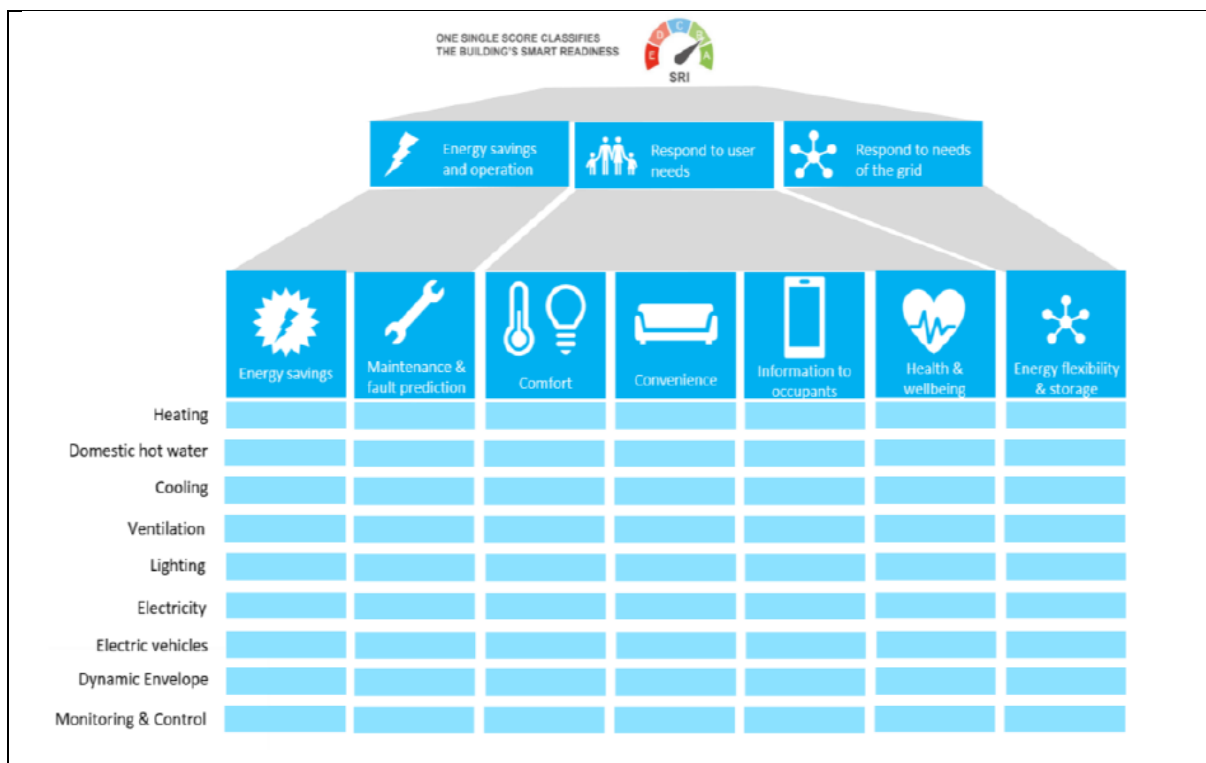 ONE SINGLE SCORE CLASSIFIES
THE BUILDING'S SMART READINESS
E
D
C
B
A
SRI
Energy savings
and operation
Respond to user
needs
Respond to needs
of the grid
Energy savings
Maintenance &
fault prediction
Comfort
Convenience
Information to
occupants
Health &
wellbeing
Energy flexibility
& storage
Heating
Domestic hot water
Cooling
Ventilation
Lighting
Electricity
Electric vehicles
Dynamic Envelope
Monitoring & Control